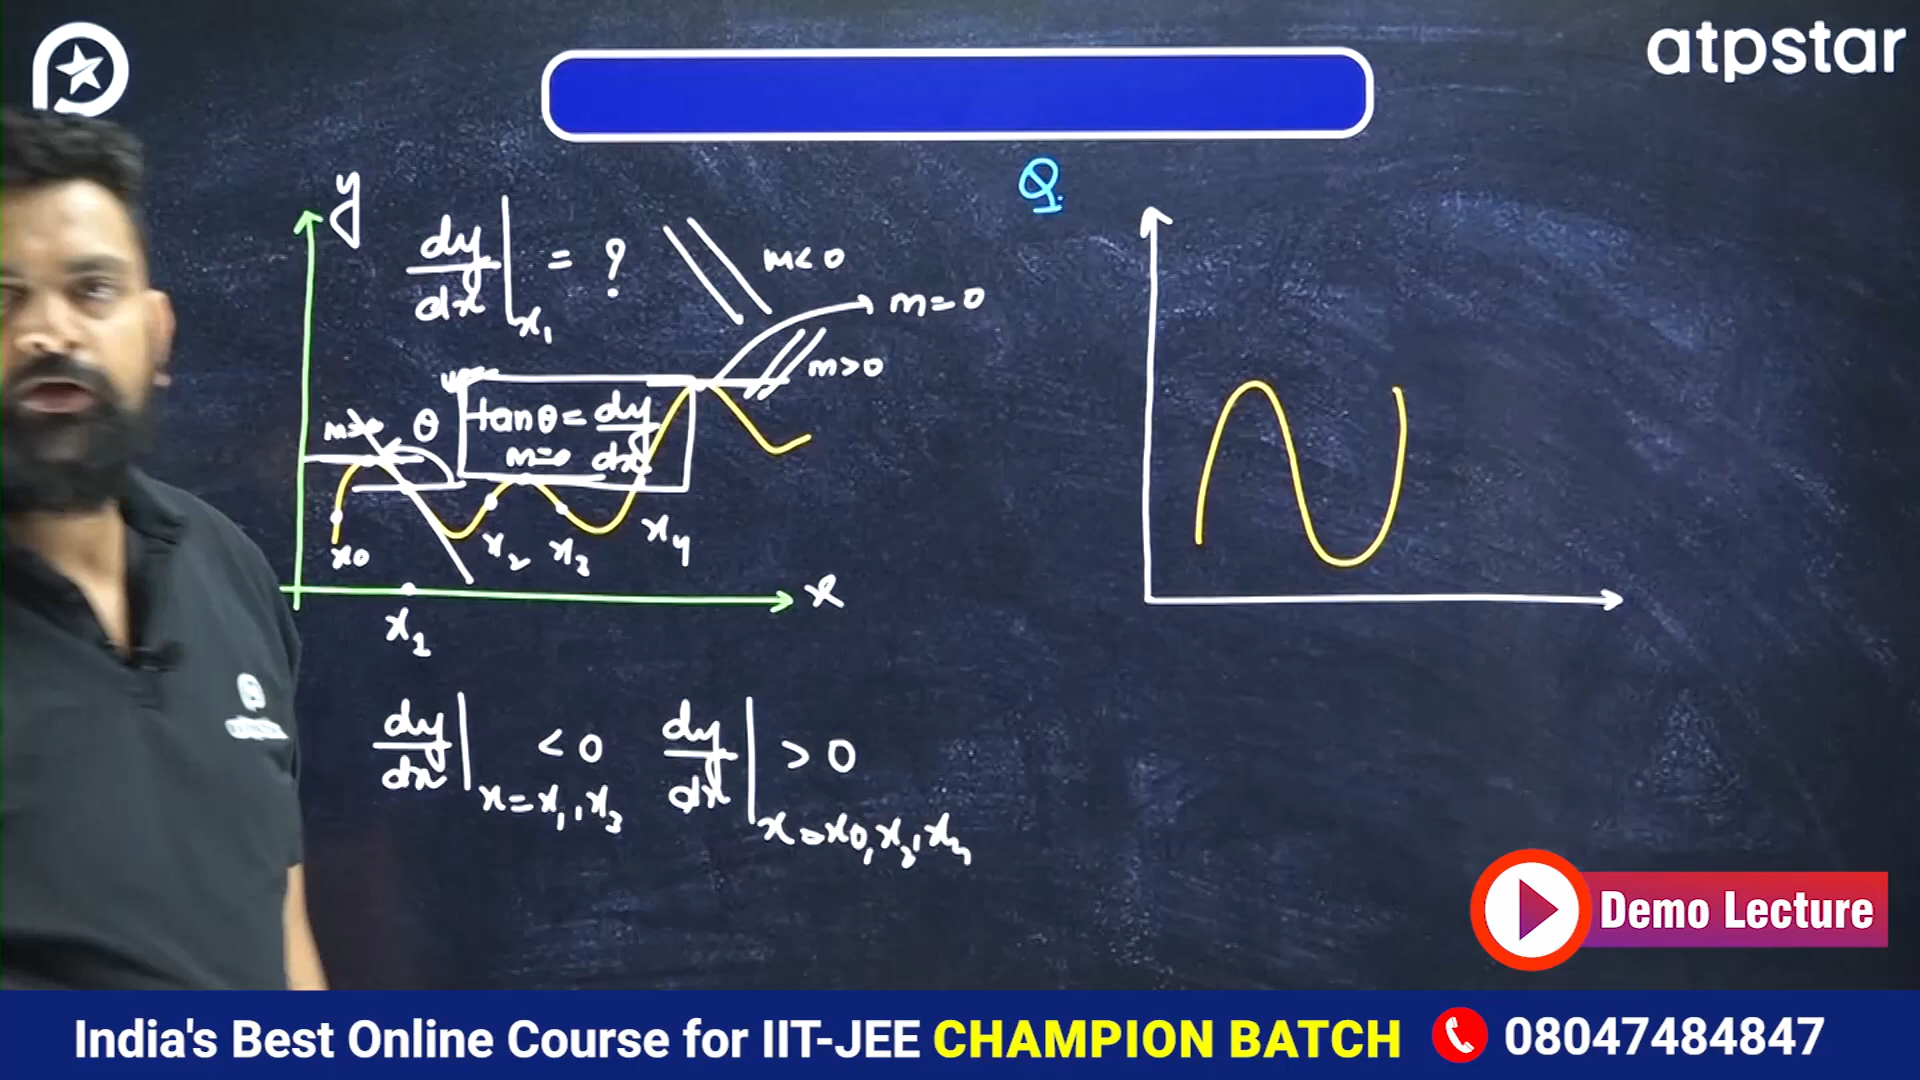 atpstar
Q.
y
dy/dx|x₁ = ?
m<0
m=0
m>0
θ
tanθ = dy/dx
m=0
x₀
x₂
x₃
x₄
x
x₁
dy/dx|x=x₁,x₃ < 0
dy/dx|x=x₀,x₂,x₄ > 0
Demo Lecture
India's Best Online Course for IIT-JEE CHAMPION BATCH 08047484847